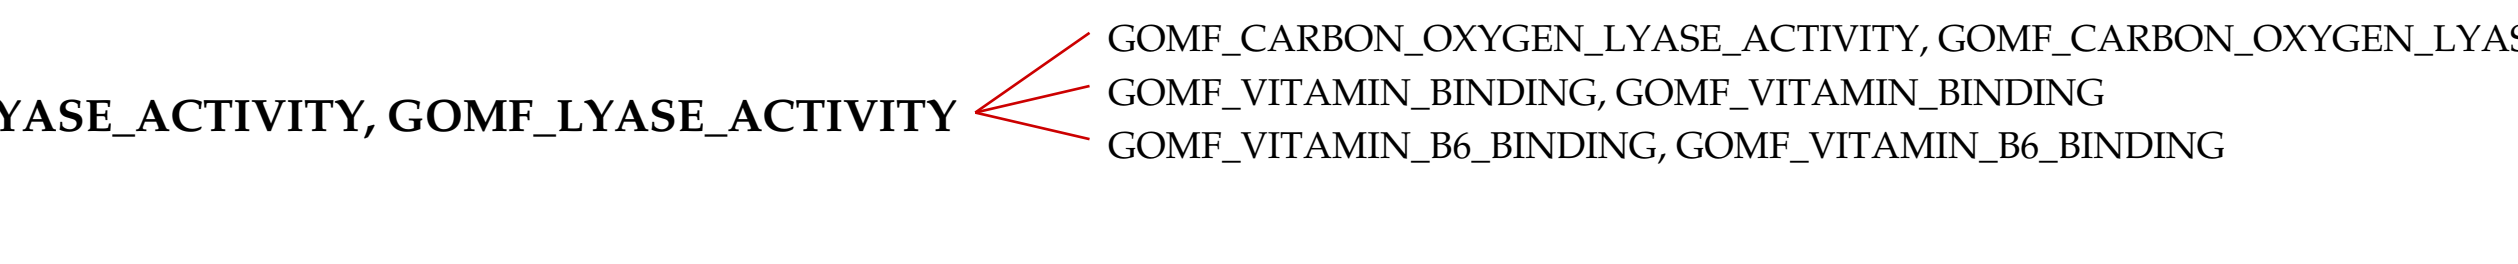 GOMF_CARBON_OXYGEN_LYASE_ACTIVITY, GOMF_CARBON_OXYGEN_LYAS
GOMF_VITAMIN_BINDING, GOMF_VITAMIN_BINDING
YASE_ACTIVITY, GOMF_LYASE_ACTIVITY
GOMF_VITAMIN_B6_BINDING, GOMF_VITAMIN_B6_BINDING